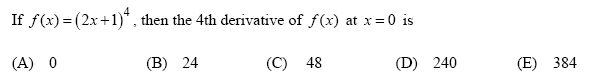 If f(x) = (2x+1)⁴, then the 4th derivative of f(x) at x = 0 is
(A) 0 (B) 24 (C) 48 (D) 240 (E) 384